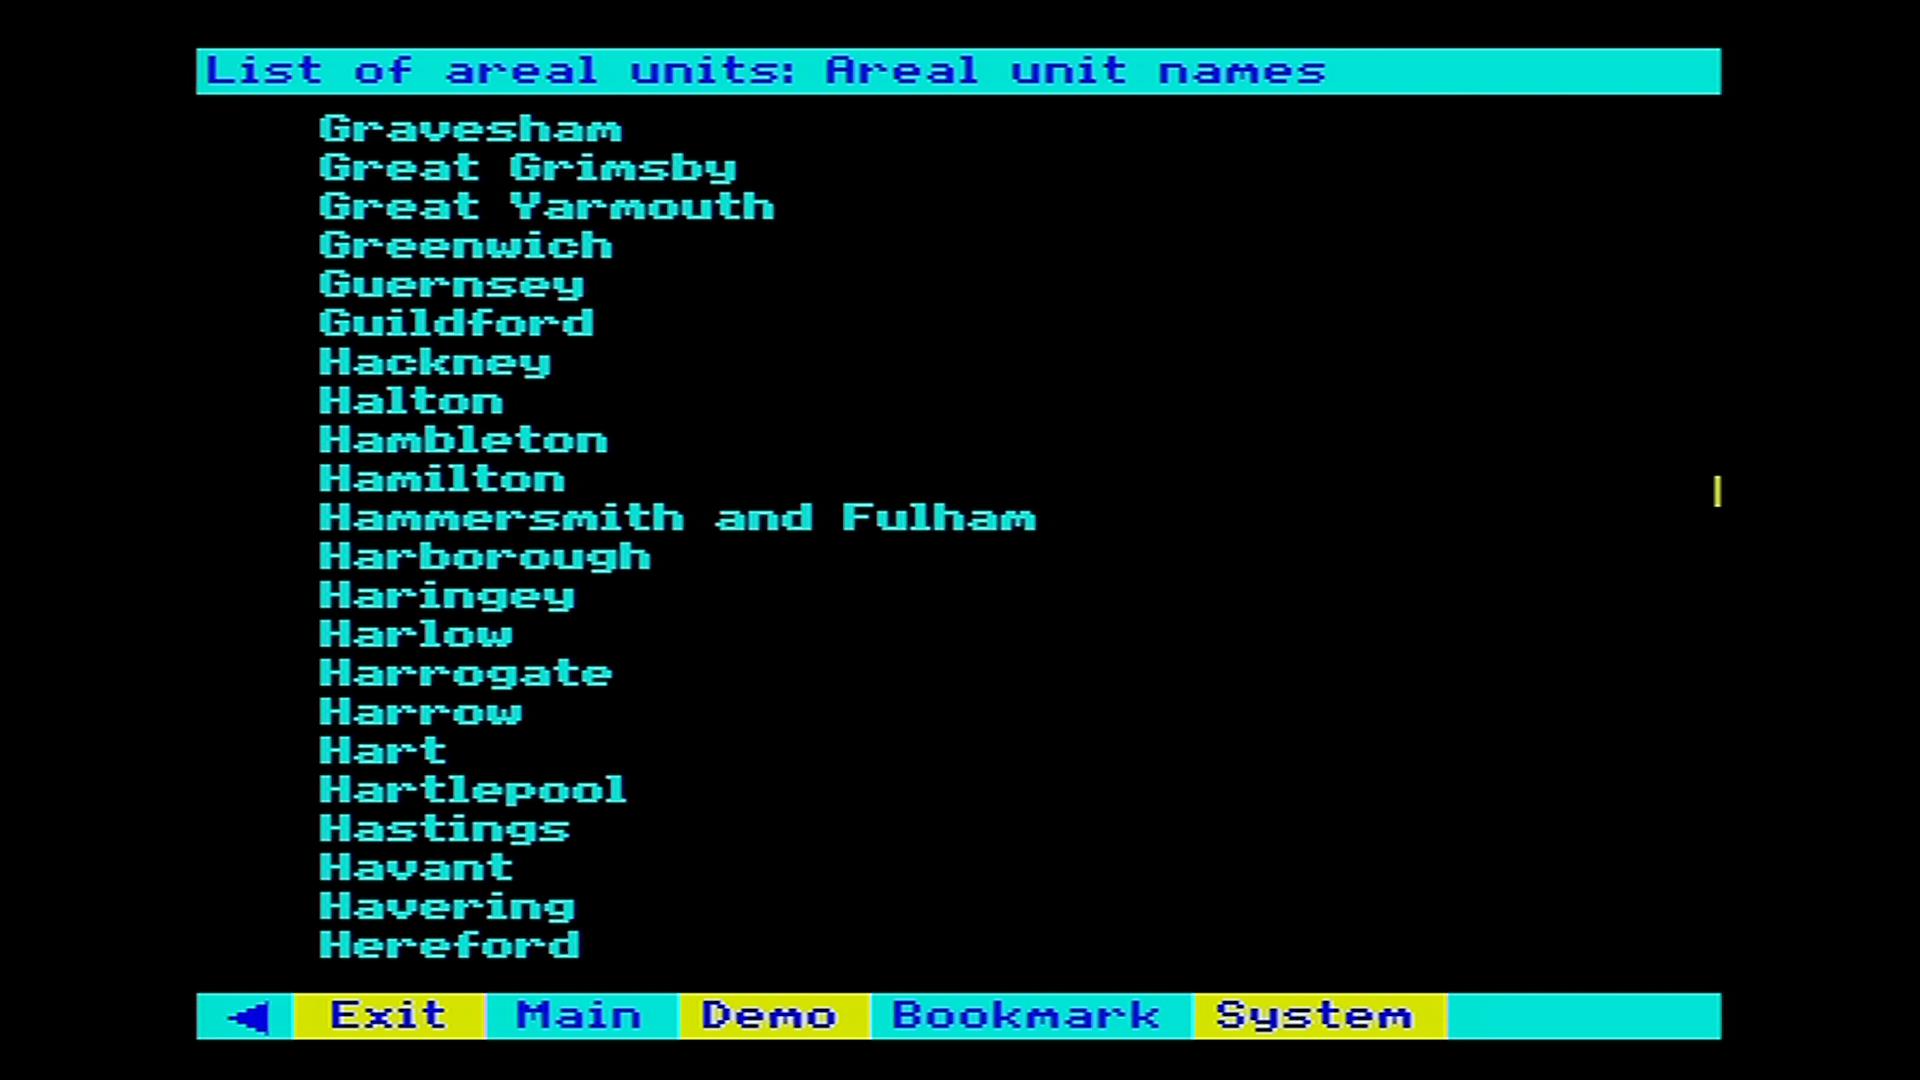 List of areal units: Areal unit names
Gravesham
Great Grimsby
Great Yarmouth
Greenwich
Guernsey
Guildford
Hackney
Halton
Hambleton
Hamilton
Hammersmith and Fulham
Harborough
Haringey
Harlow
Harrogate
Harrow
Hart
Hartlepool
Hastings
Havant
Havering
Hereford
Exit Main Demo Bookmark System